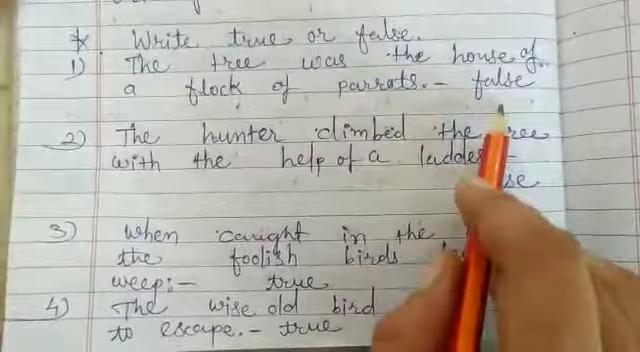 * Write true or false.
1) The tree was the house of
a flock of parrots. - false
2) The hunter climbed the
with the help of a ladder -
3) When caught in the
the foolish birds
weep:- true
4) The wise old bird
to escape. - true